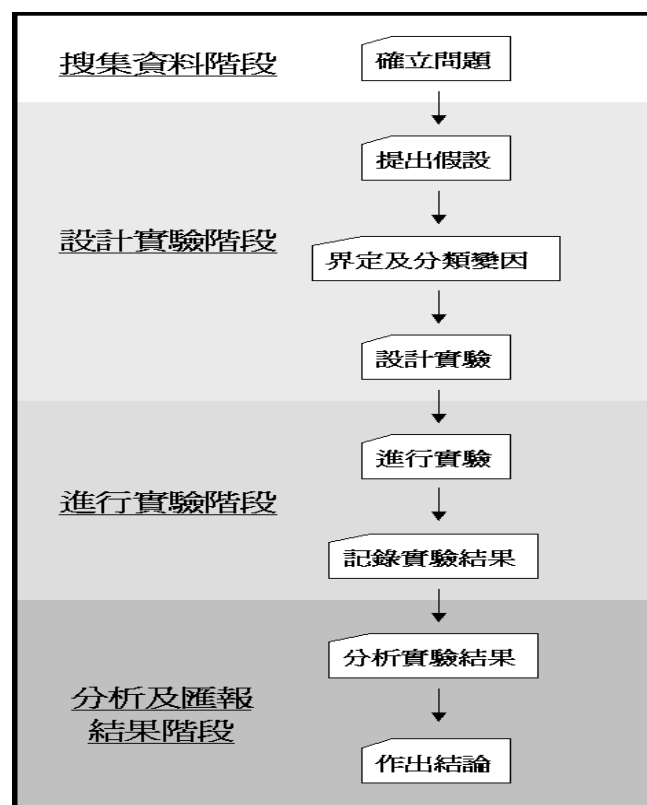 搜集資料階段
確立問題
提出假設
設計實驗階段
界定及分類變因
設計實驗
進行實驗
進行實驗階段
記錄實驗結果
分析實驗結果
分析及匯報
結果階段
作出結論